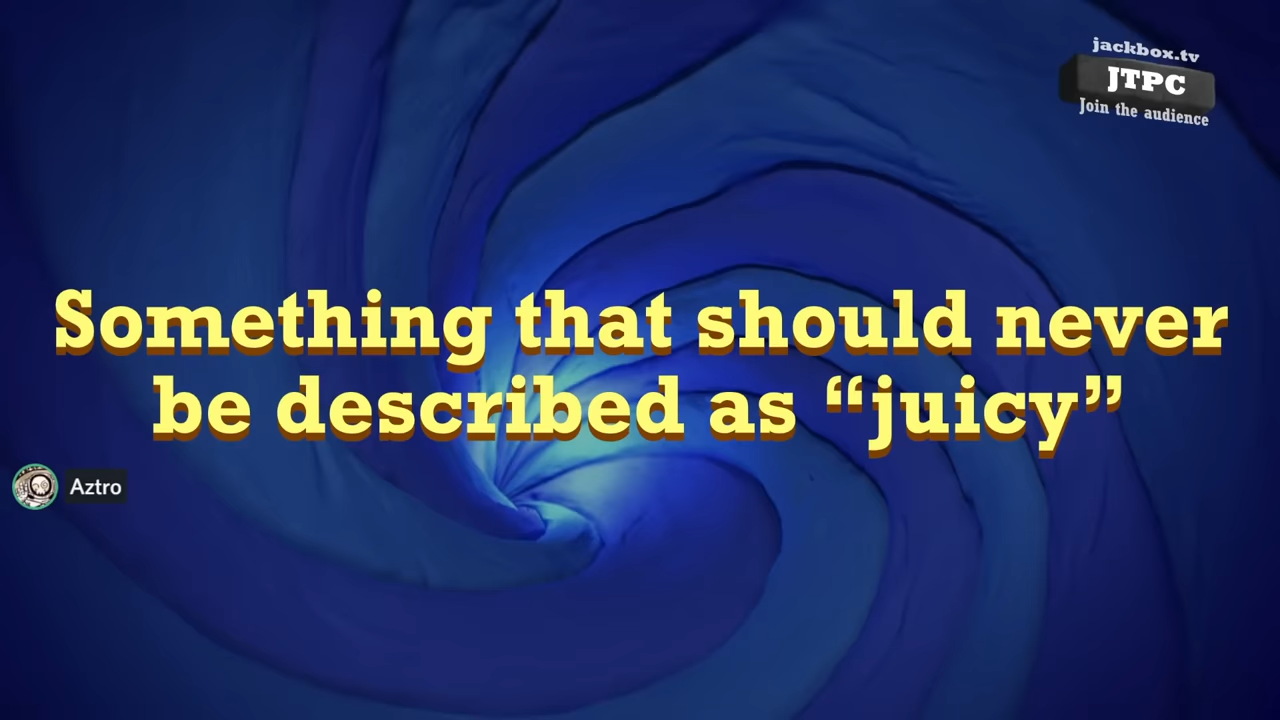 jackbox.tv
JTPC
Join the audience
Something that should never
be described as “juicy”
Aztro